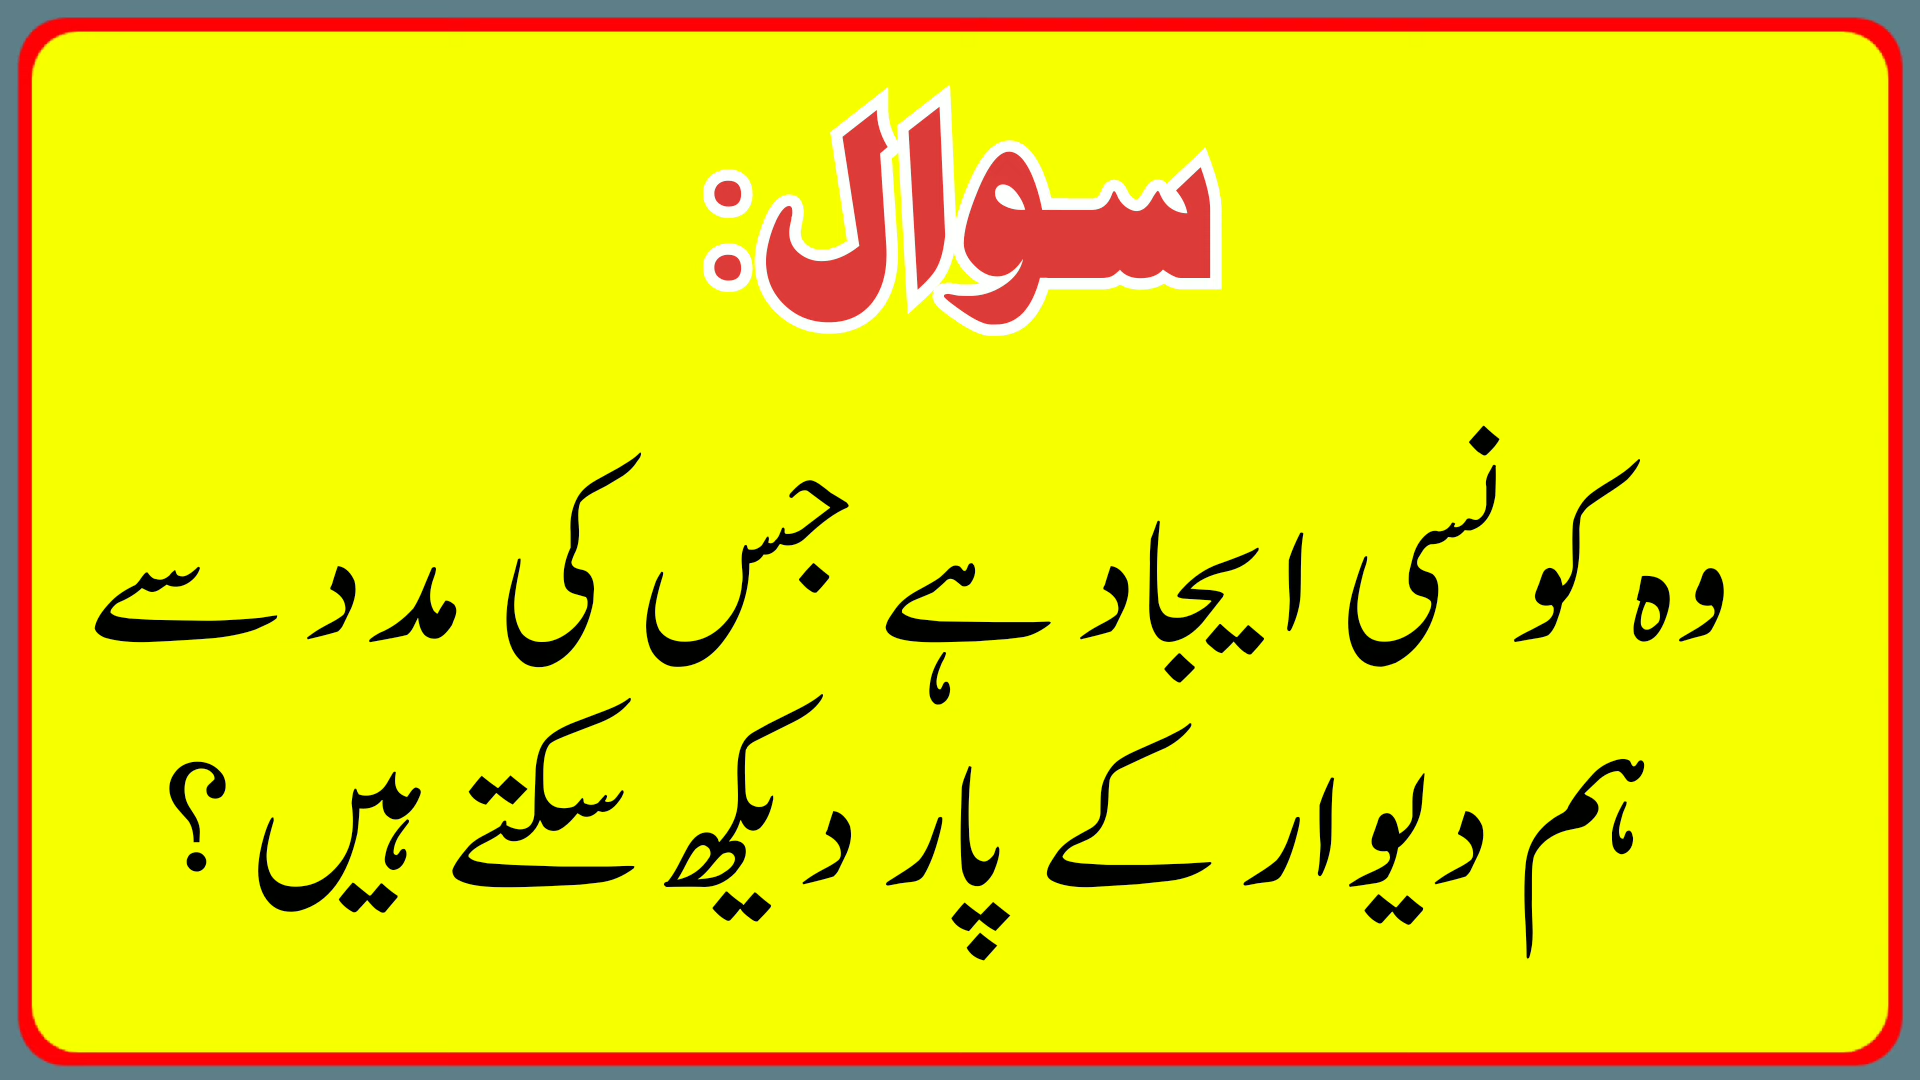 سوال:
وہ کونسی ایجاد ہے جس کی مدد سے
ہم دیوار کے پار دیکھ سکتے ہیں ؟